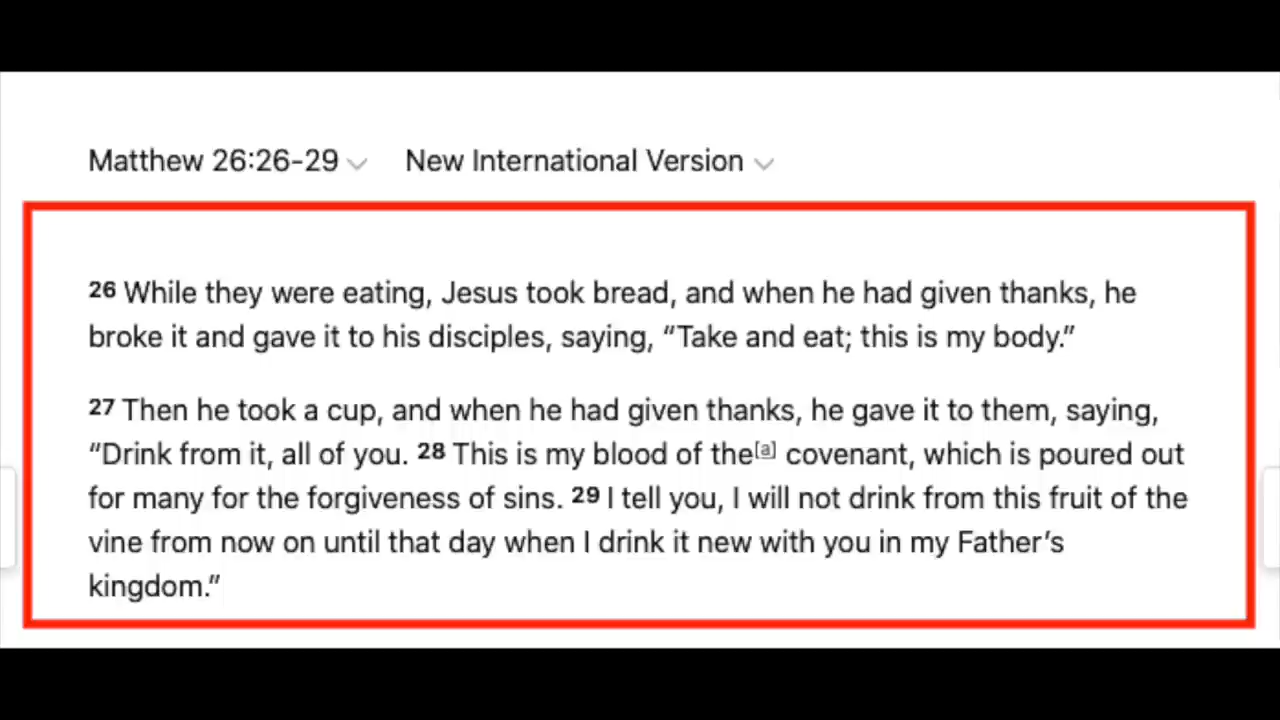 Matthew 26:26-29 New International Version
26 While they were eating, Jesus took bread, and when he had given thanks, he
broke it and gave it to his disciples, saying, “Take and eat; this is my body.”
27 Then he took a cup, and when he had given thanks, he gave it to them, saying,
“Drink from it, all of you. 28 This is my blood of the[a] covenant, which is poured out
for many for the forgiveness of sins. 29 I tell you, I will not drink from this fruit of the
vine from now on until that day when I drink it new with you in my Father’s
kingdom.”